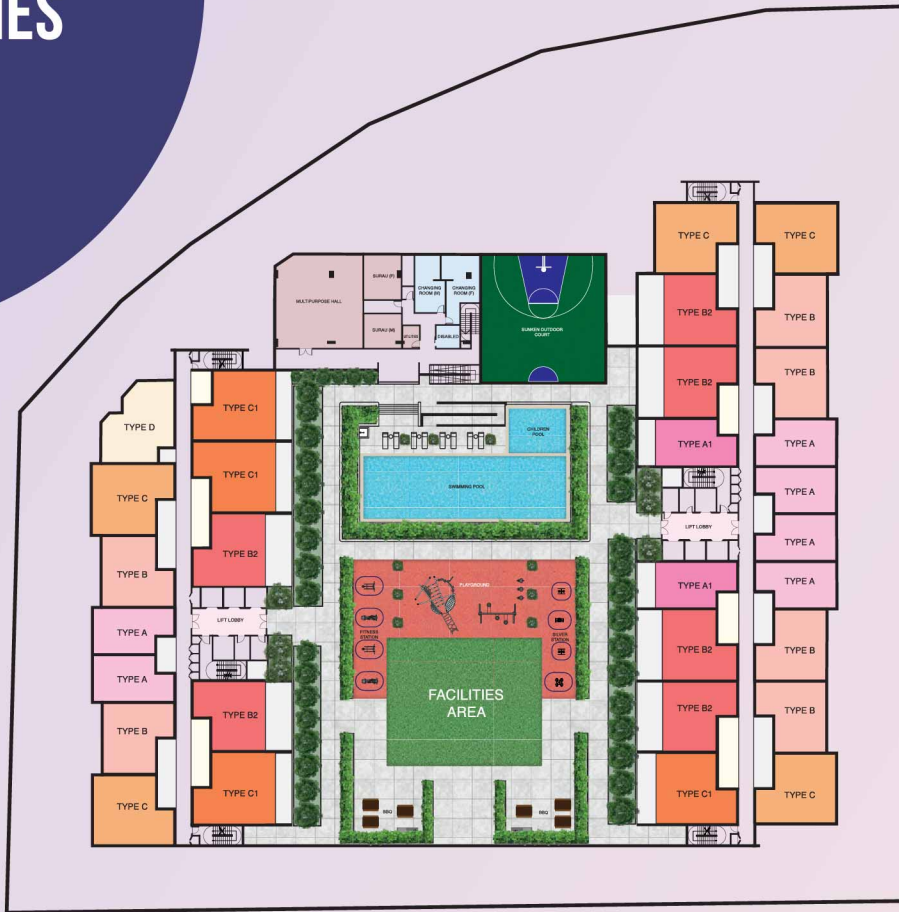 IES
TYPE C
TYPE C
TYPE B2
TYPE B
TYPE B2
TYPE B
TYPE A1
TYPE A
TYPE A
LIFT LOBBY
TYPE A
TYPE A1
TYPE A
TYPE B2
TYPE B
TYPE B2
TYPE B
TYPE C1
TYPE C
MULTIPURPOSE HALL
SURAU (F)
SURAU (M)
CHANGING
ROOM (M)
CHANGING
ROOM (F)
DISABLED
SUNKEN OUTDOOR
COURT
CHILDREN
POOL
SWIMMING POOL
PLAYGROUND
FITNESS
STATION
SILVER
STATION
FACILITIES
AREA
BBQ
BBQ
TYPE D
TYPE C1
TYPE C
TYPE C1
TYPE B
TYPE B2
TYPE A
LIFT LOBBY
TYPE A
TYPE B
TYPE B2
TYPE C
TYPE C1